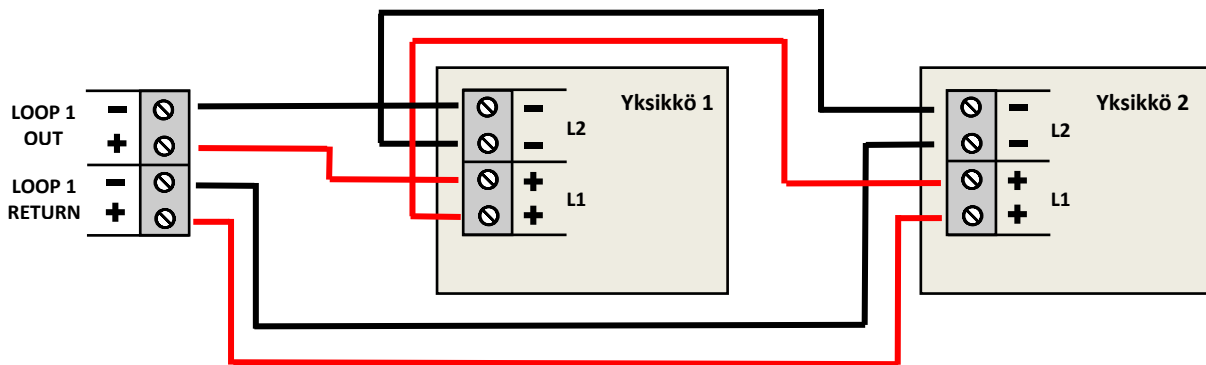 LOOP 1
OUT
-
+
LOOP 1
RETURN
-
+
Yksikkö 1
-
-
L2
+
+
L1
Yksikkö 2
-
-
L2
+
+
L1